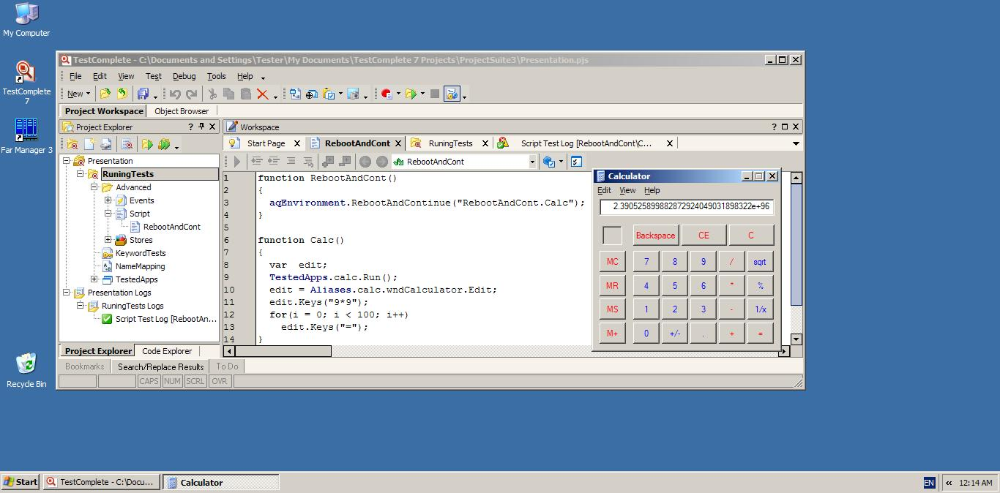 My Computer
TestComplete
7
Far Manager 3
Recycle Bin
TestComplete - C:\Documents and Settings\Tester\My Documents\TestComplete 7 Projects\ProjectSuite3\Presentation.pjs
File Edit View Test Debug Tools Help
New
Project Workspace Object Browser
Project Explorer ?
Presentation
RuningTests
Advanced
Events
Script
RebootAndCont
Stores
KeywordTests
NameMapping
TestedApps
Presentation Logs
RuningTests Logs
Script Test Log [RebootAn...
Project Explorer Code Explorer
Workspace ?
Start Page RebootAndCont RuningTests Script Test Log [RebootAndCont\C...
RebootAndCont
1 function RebootAndCont()
2 {
3 aqEnvironment.RebootAndContinue("RebootAndCont.Calc");
4 }
5
6 function Calc()
7 {
8 var edit;
9 TestedApps.calc.Run();
10 edit = Aliases.calc.wndCalculator.Edit;
11 edit.Keys("9*9");
12 for(i = 0; i < 100; i++)
13 edit.Keys("=");
14 }
Calculator
Edit View Help
2.3905258998828729240490318983​22e+96
Backspace CE C
MC 7 8 9 / sqrt
MR 4 5 6 * %
MS 1 2 3 - 1/x
M+ 0 +/- . + =
Bookmarks Search/Replace Results To Do
CAPS NUM SCRL OVR
Start TestComplete - C:\Docu... Calculator EN « 12:14 AM